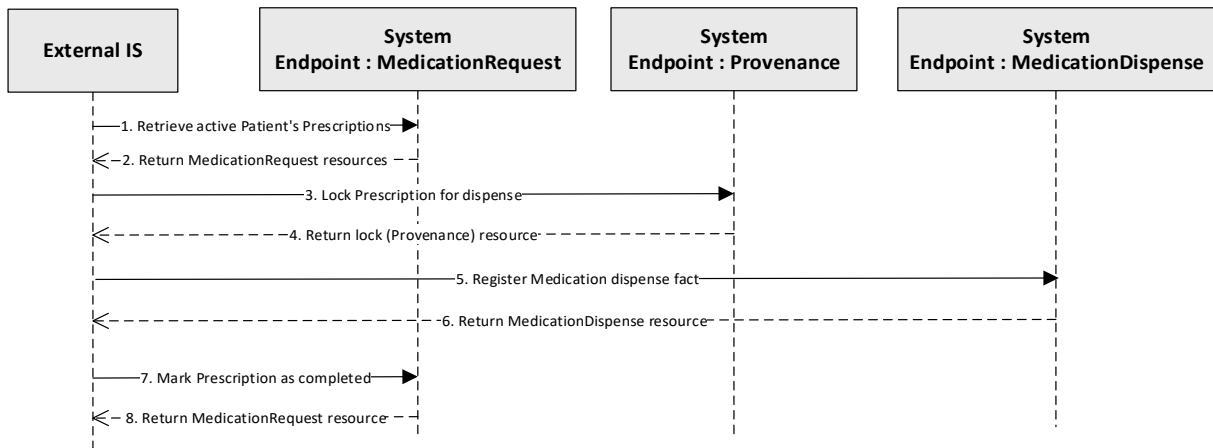 External IS
System
Endpoint : MedicationRequest
System
Endpoint : Provenance
System
Endpoint : MedicationDispense
1. Retrieve active Patient's Prescriptions
2. Return MedicationRequest resources
3. Lock Prescription for dispense
4. Return lock (Provenance) resource
5. Register Medication dispense fact
6. Return MedicationDispense resource
7. Mark Prescription as completed
8. Return MedicationRequest resource